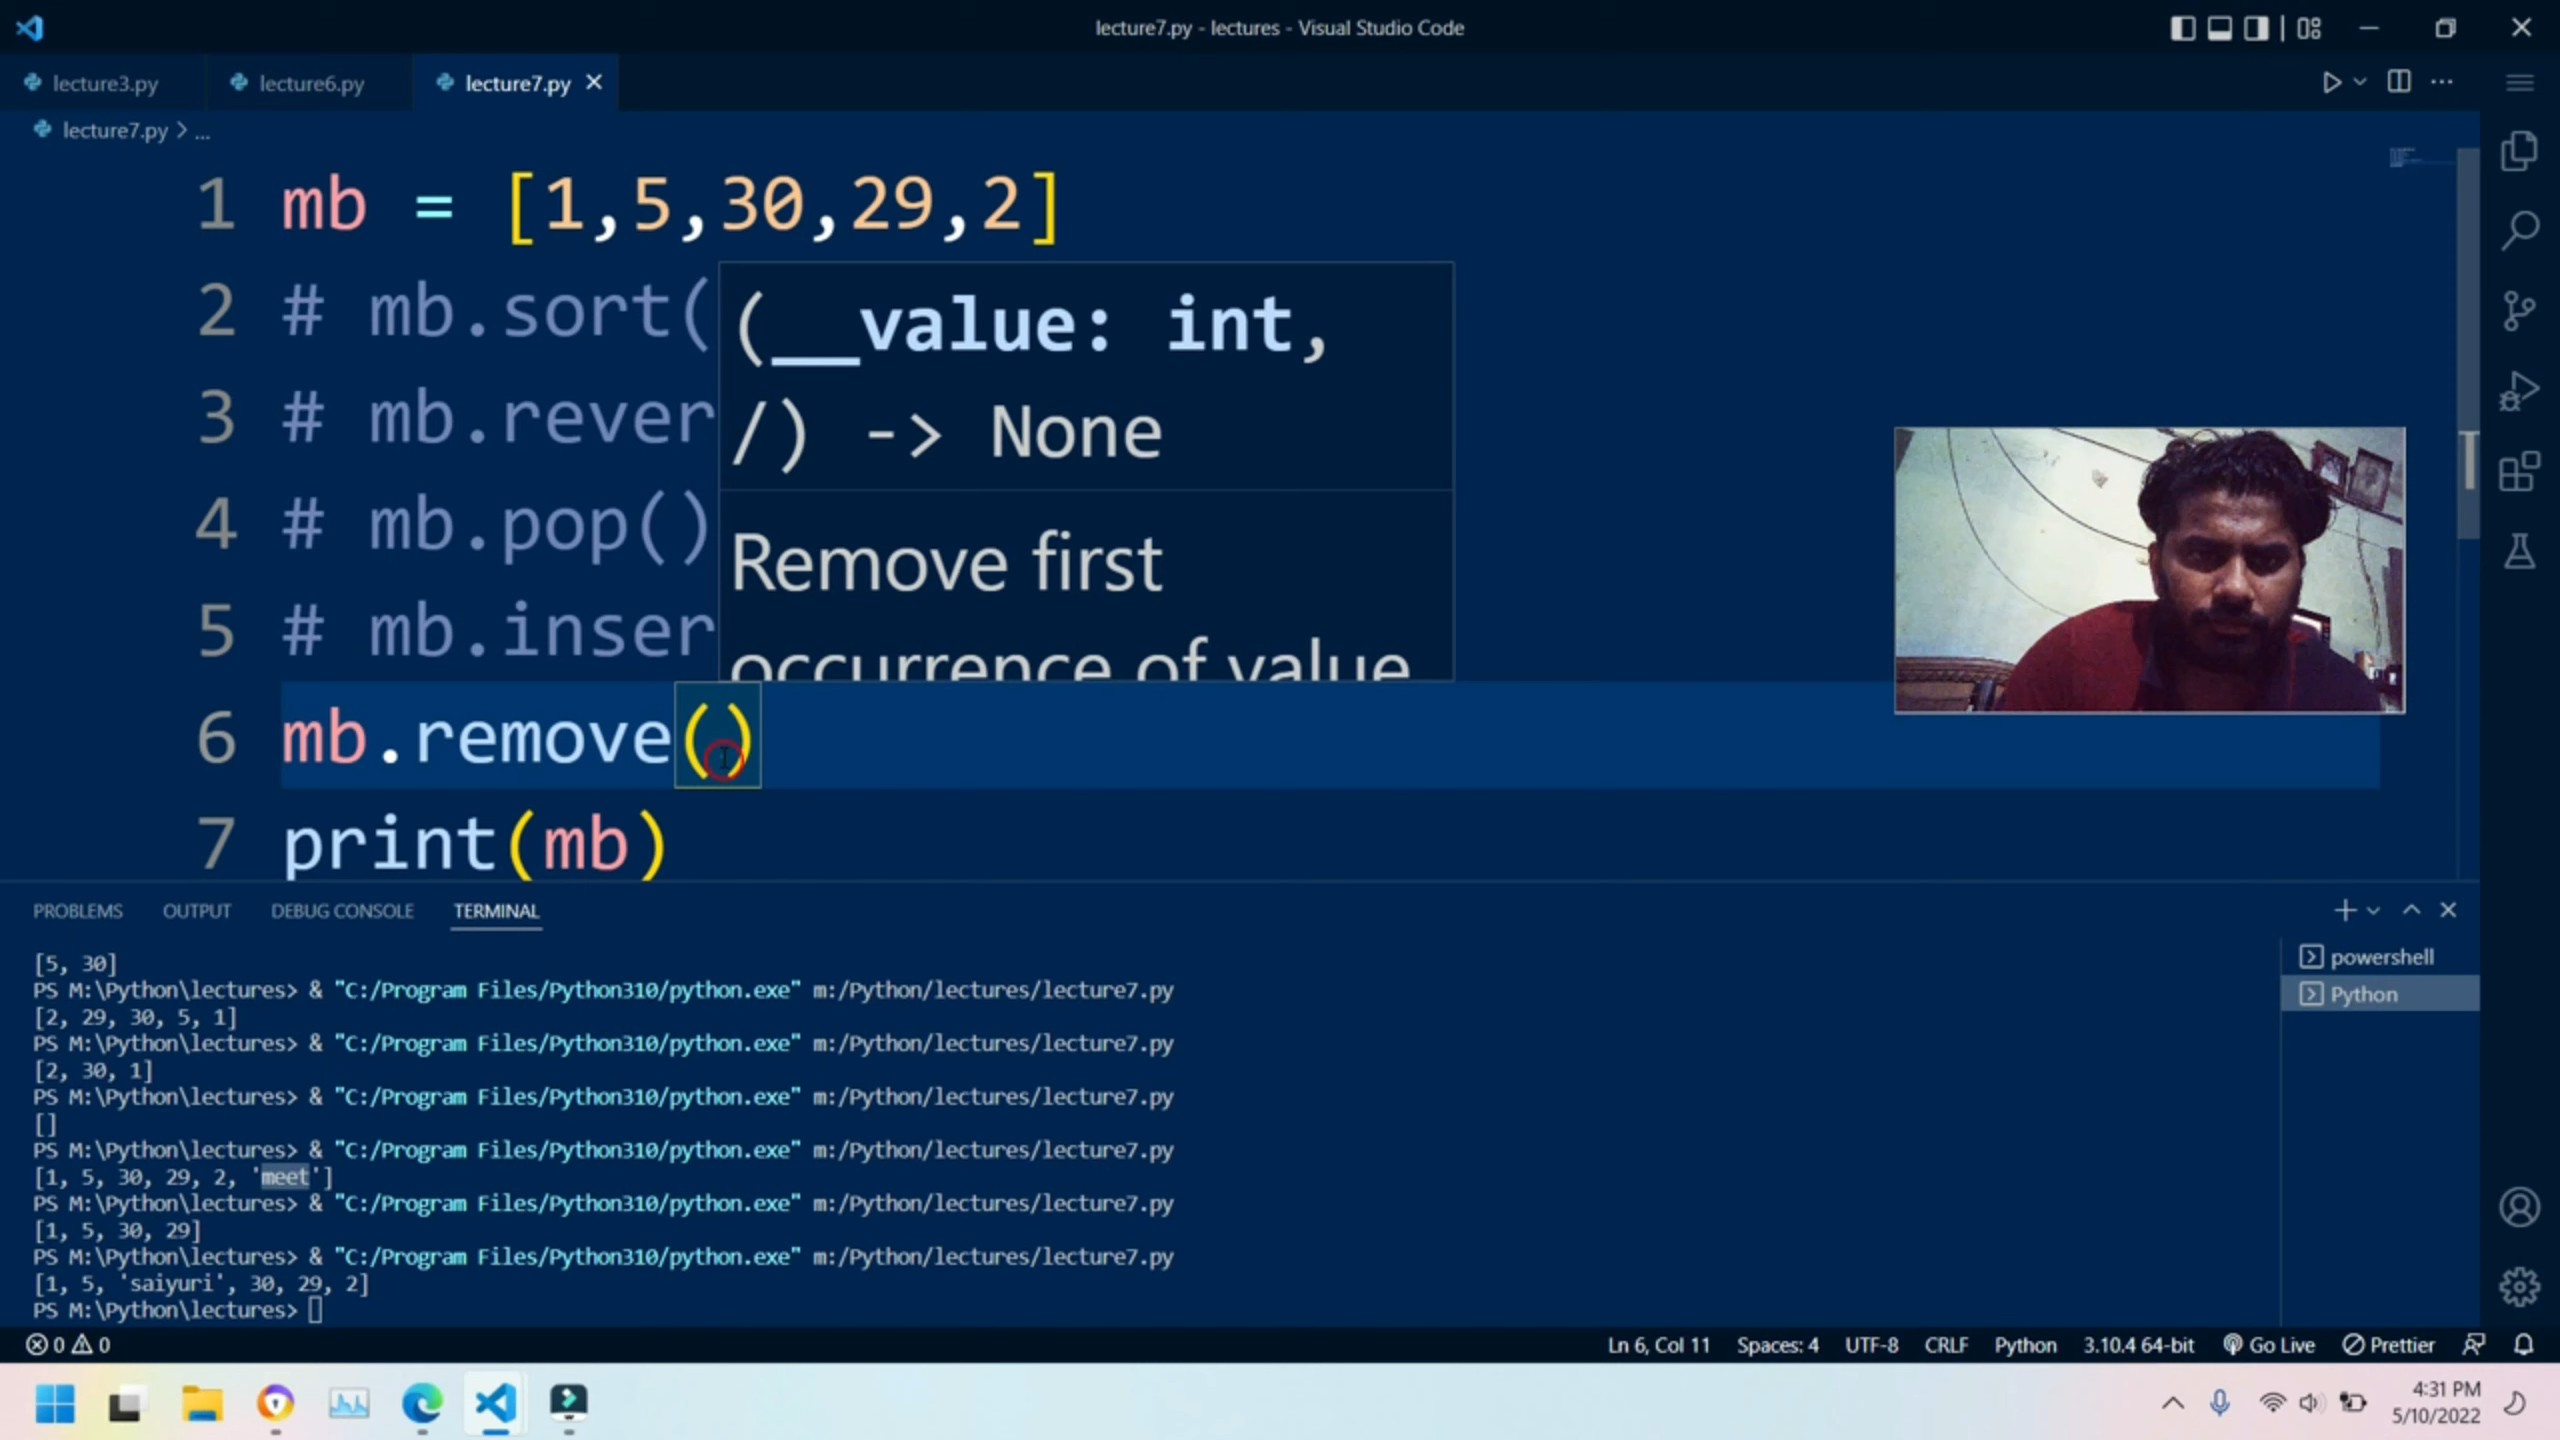 lecture7.py - lectures - Visual Studio Code
lecture3.py
lecture6.py
lecture7.py
lecture7.py > ...
1 mb = [1,5,30,29,2]
2 # mb.sort(
3 # mb.rever
4 # mb.pop()
5 # mb.inser
6 mb.remove()
7 print(mb)
(__value: int,
/) -> None
Remove first
occurrence of value
PROBLEMS OUTPUT DEBUG CONSOLE TERMINAL
[5, 30]
PS M:\Python\lectures> & "C:/Program Files/Python310/python.exe" m:/Python/lectures/lecture7.py
[2, 29, 30, 5, 1]
PS M:\Python\lectures> & "C:/Program Files/Python310/python.exe" m:/Python/lectures/lecture7.py
[2, 30, 1]
PS M:\Python\lectures> & "C:/Program Files/Python310/python.exe" m:/Python/lectures/lecture7.py
[]
PS M:\Python\lectures> & "C:/Program Files/Python310/python.exe" m:/Python/lectures/lecture7.py
[1, 5, 30, 29, 2, 'meet']
PS M:\Python\lectures> & "C:/Program Files/Python310/python.exe" m:/Python/lectures/lecture7.py
[1, 5, 30, 29]
PS M:\Python\lectures> & "C:/Program Files/Python310/python.exe" m:/Python/lectures/lecture7.py
[1, 5, 'saiyuri', 30, 29, 2]
PS M:\Python\lectures>
powershell
Python
0 0
Ln 6, Col 11 Spaces: 4 UTF-8 CRLF Python 3.10.4 64-bit Go Live Prettier
4:31 PM
5/10/2022